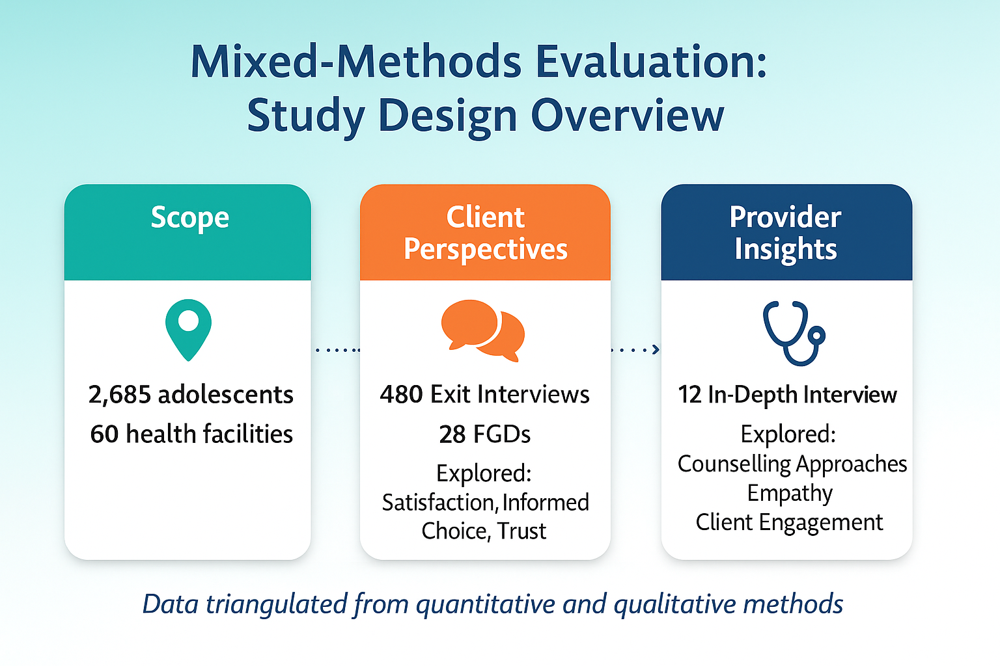 Mixed-Methods Evaluation:
Study Design Overview
Scope
2,685 adolescents
60 health facilities
Client
Perspectives
480 Exit Interviews
28 FGDs
Explored:
Satisfaction, Informed
Choice, Trust
Provider
Insights
12 In-Depth Interview
Explored:
Counselling Approaches
Empathy
Client Engagement
Data triangulated from quantitative and qualitative methods